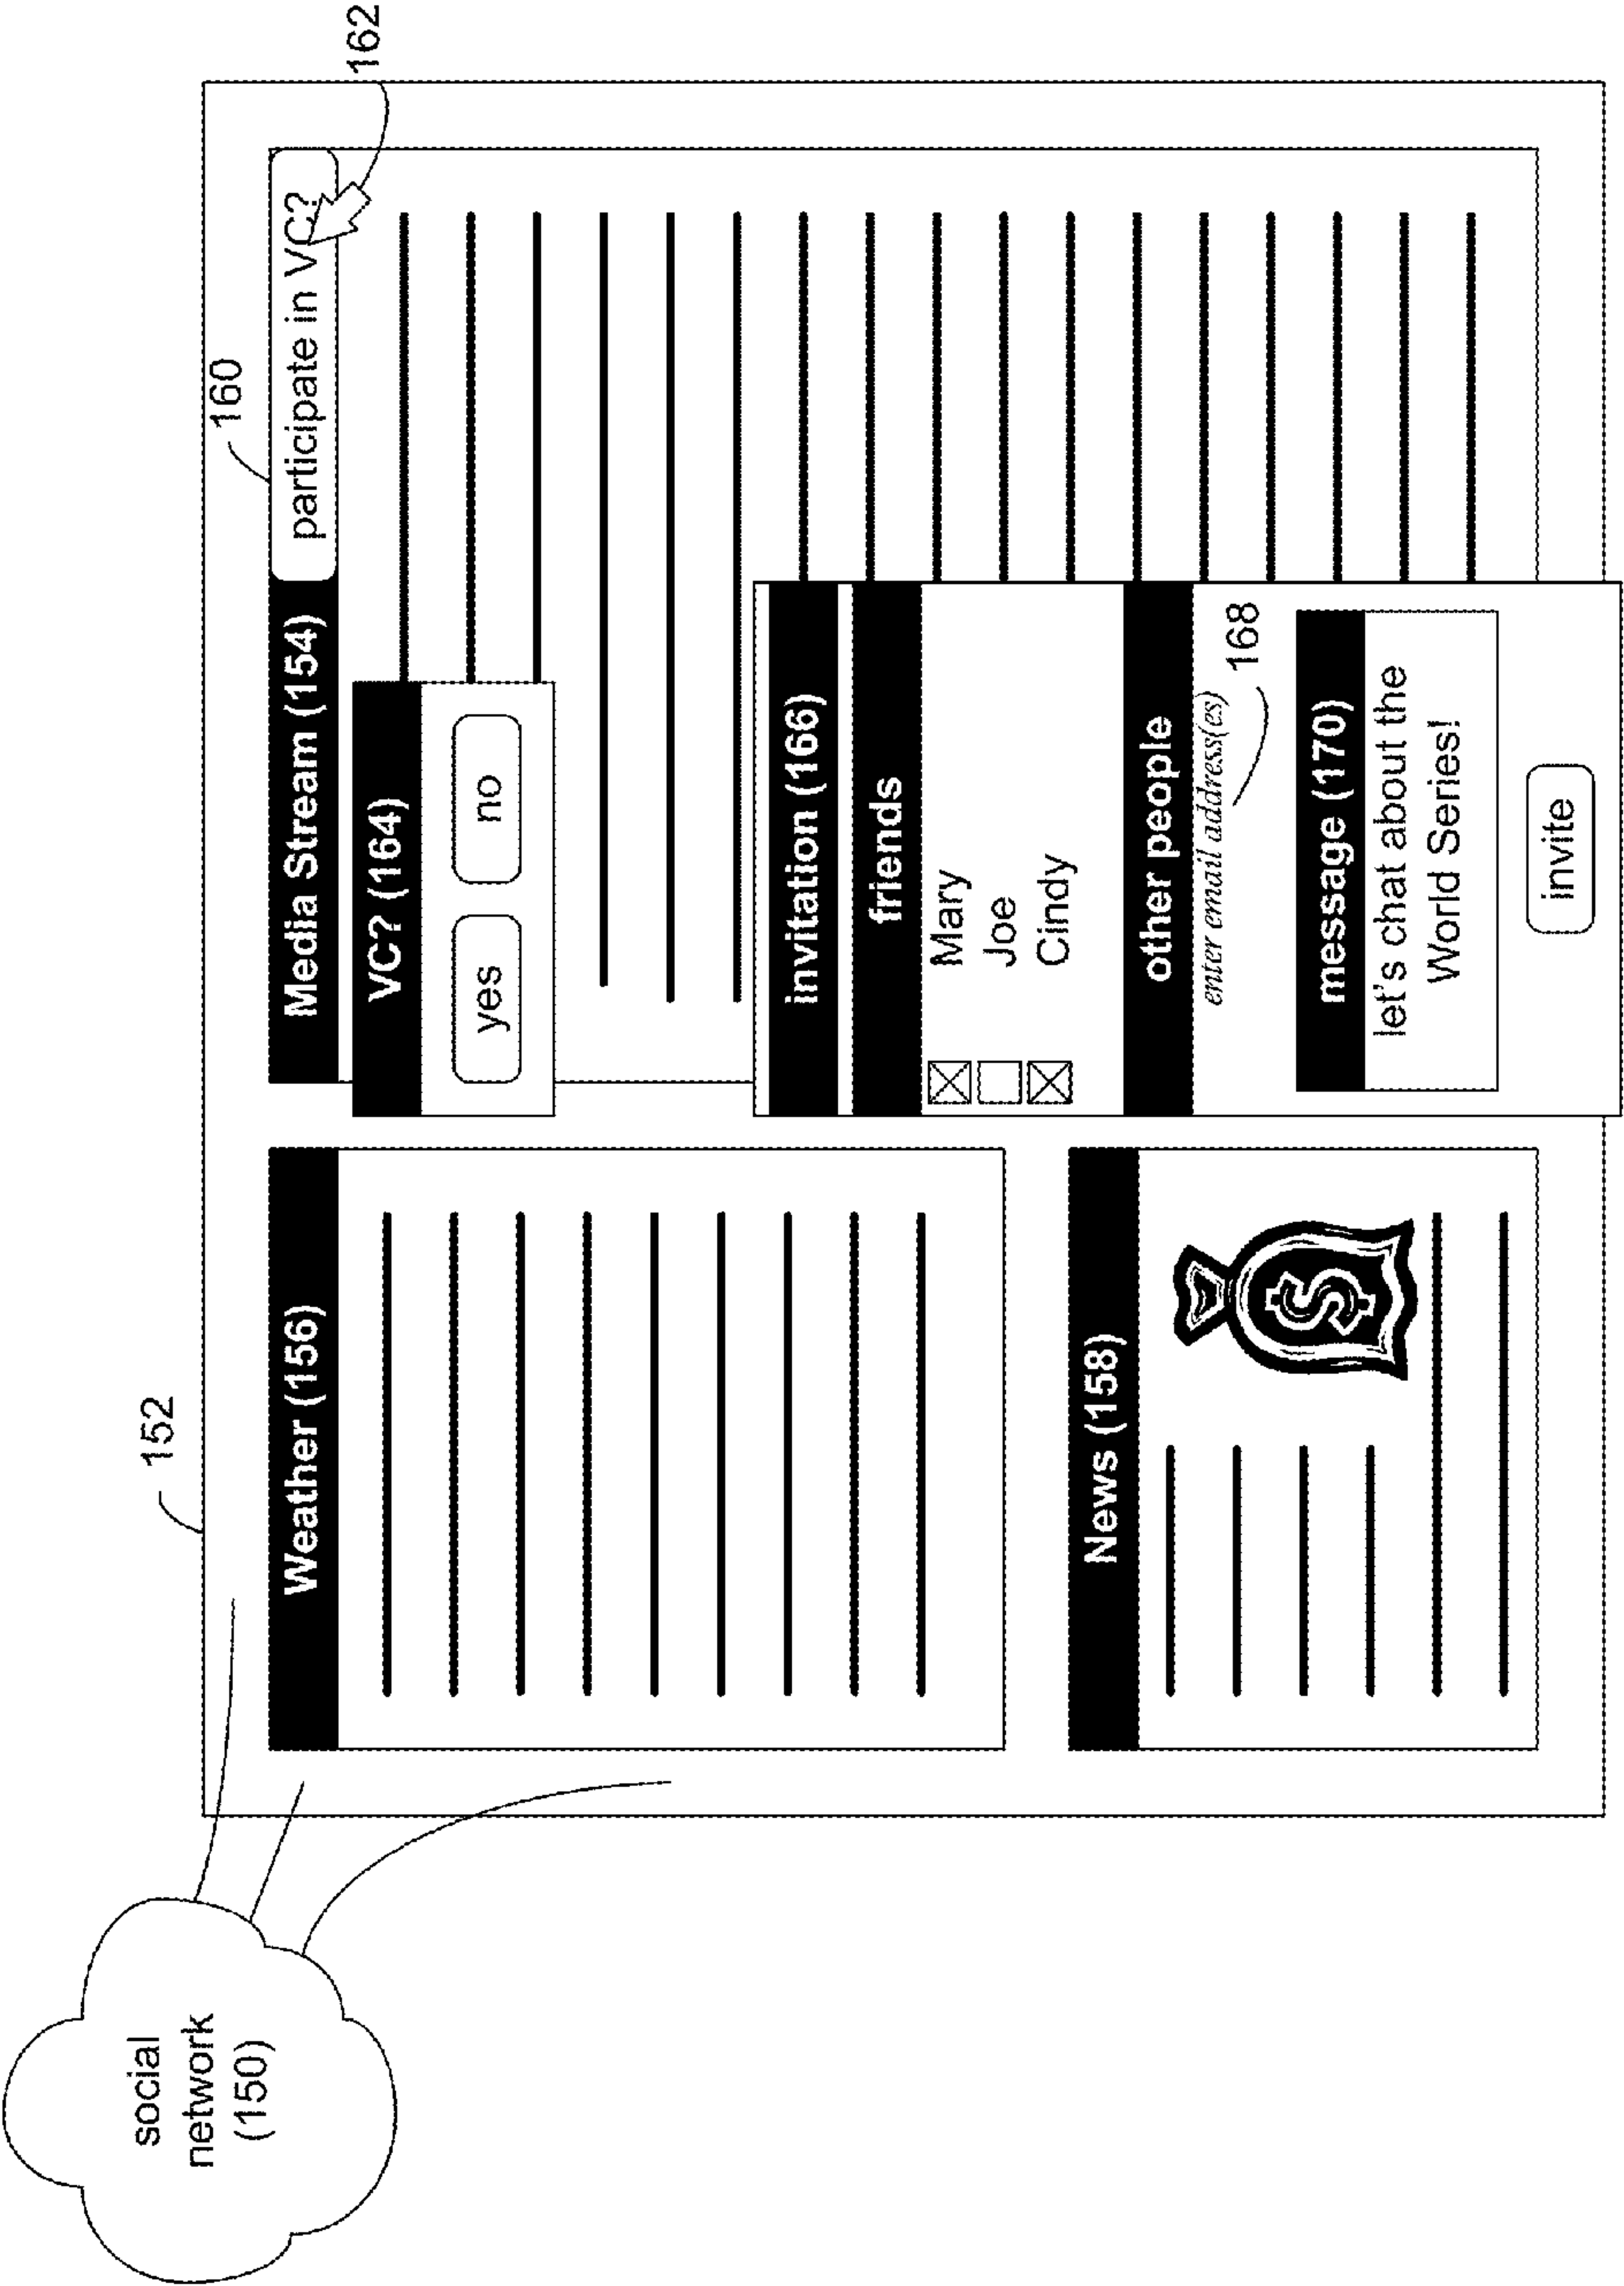 social
network
(150)
152
Weather (156)
News (158)
160
162
Media Stream (154)
participate in VC?
VC? (164)
yes
no
invitation (166)
friends
Mary
Joe
Cindy
other people
enter email address(es)
168
message (170)
let's chat about the
World Series!
invite